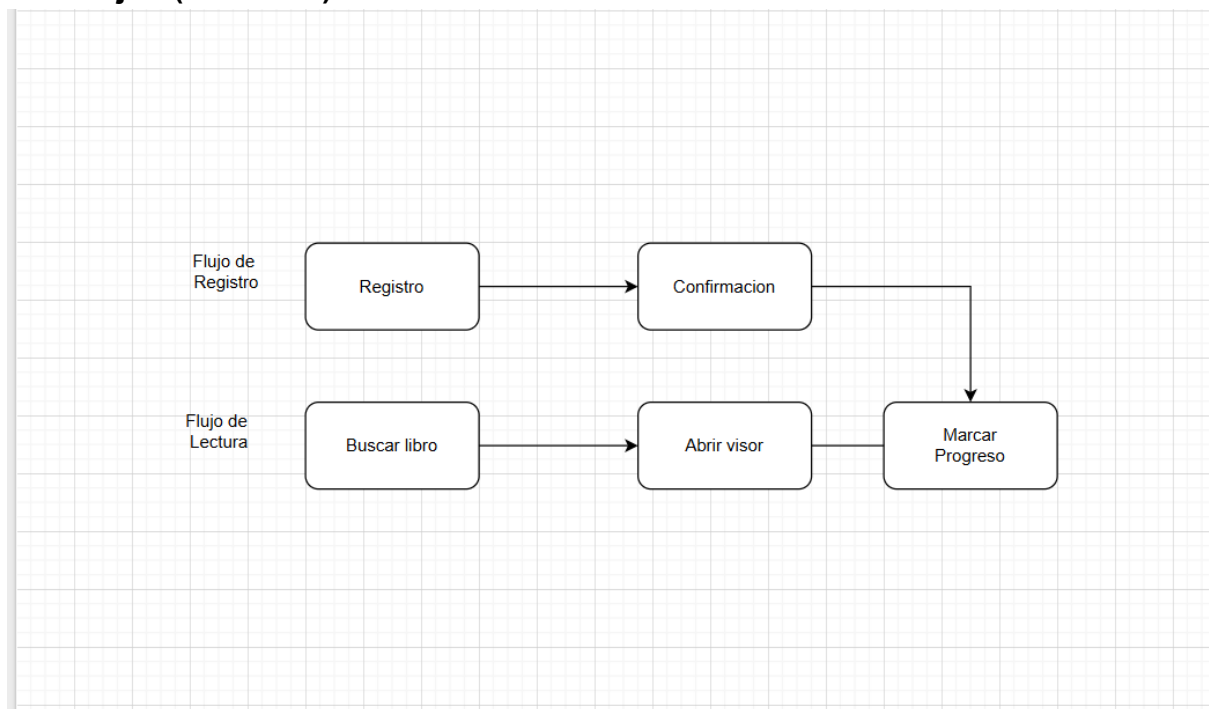 Flujo de
Registro
Registro
Confirmacion
Flujo de
Lectura
Buscar libro
Abrir visor
Marcar
Progreso